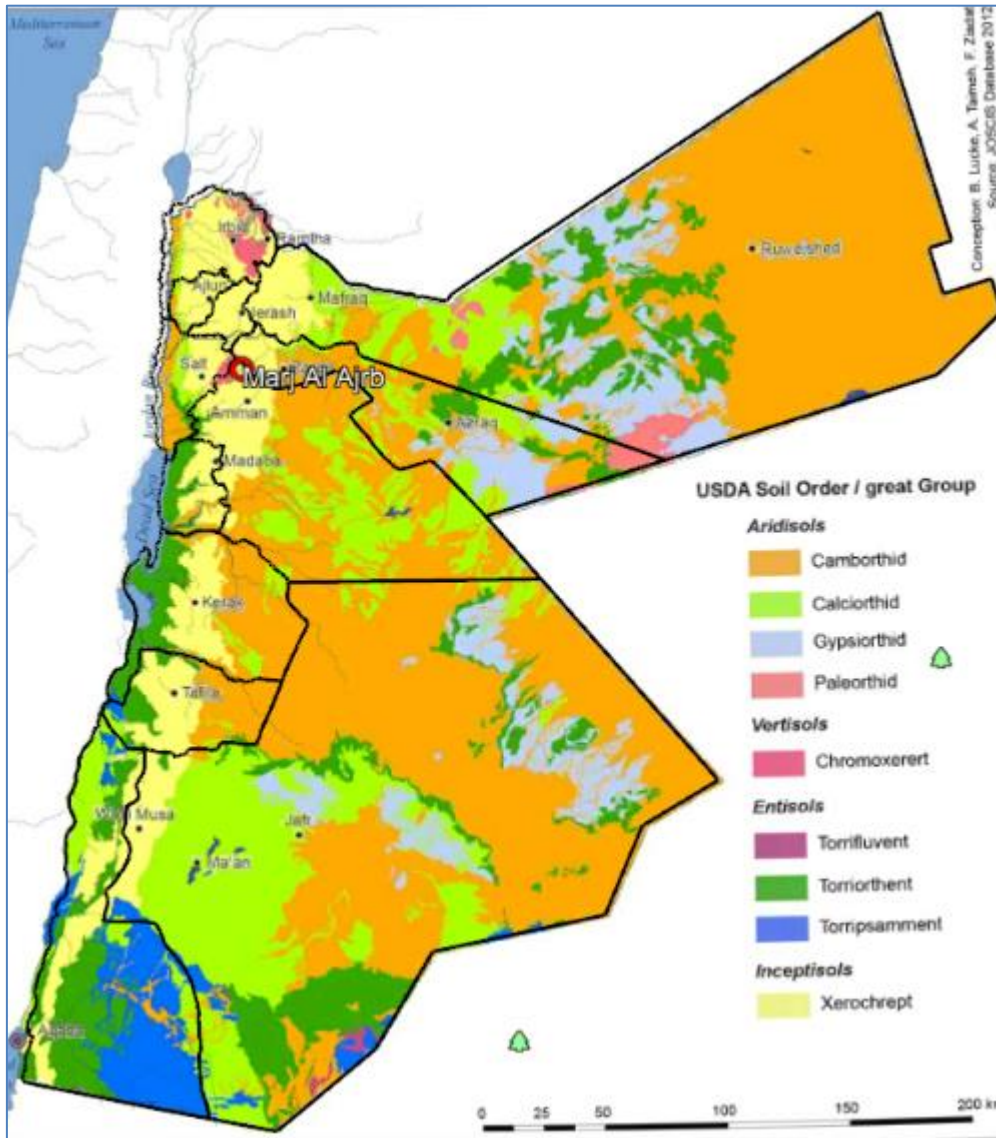 Mediterranean
Sea
Conception: B. Lucke, A. Taimeh, F. Ziadat
Source: JOSCIS Database 2012
Irbid
Ramtha
Ruweished
Ajlun
Mafraq
Jerash
Salt
Marj Al Ajrb
Jordan
Amman
Azraq
Madaba
Dead Sea
USDA Soil Order / great Group
Aridisols
Camborthid
Calciorthid
Kerak
Gypsiorthid
Paleorthid
Tafila
Vertisols
Chromoxerert
Entisols
Wadi Musa
Jafr
Torrifluvent
Ma'an
Torriorthent
Torripsamment
Inceptisols
Xerochrept
Aqaba
0 25 50 100 150 200 km